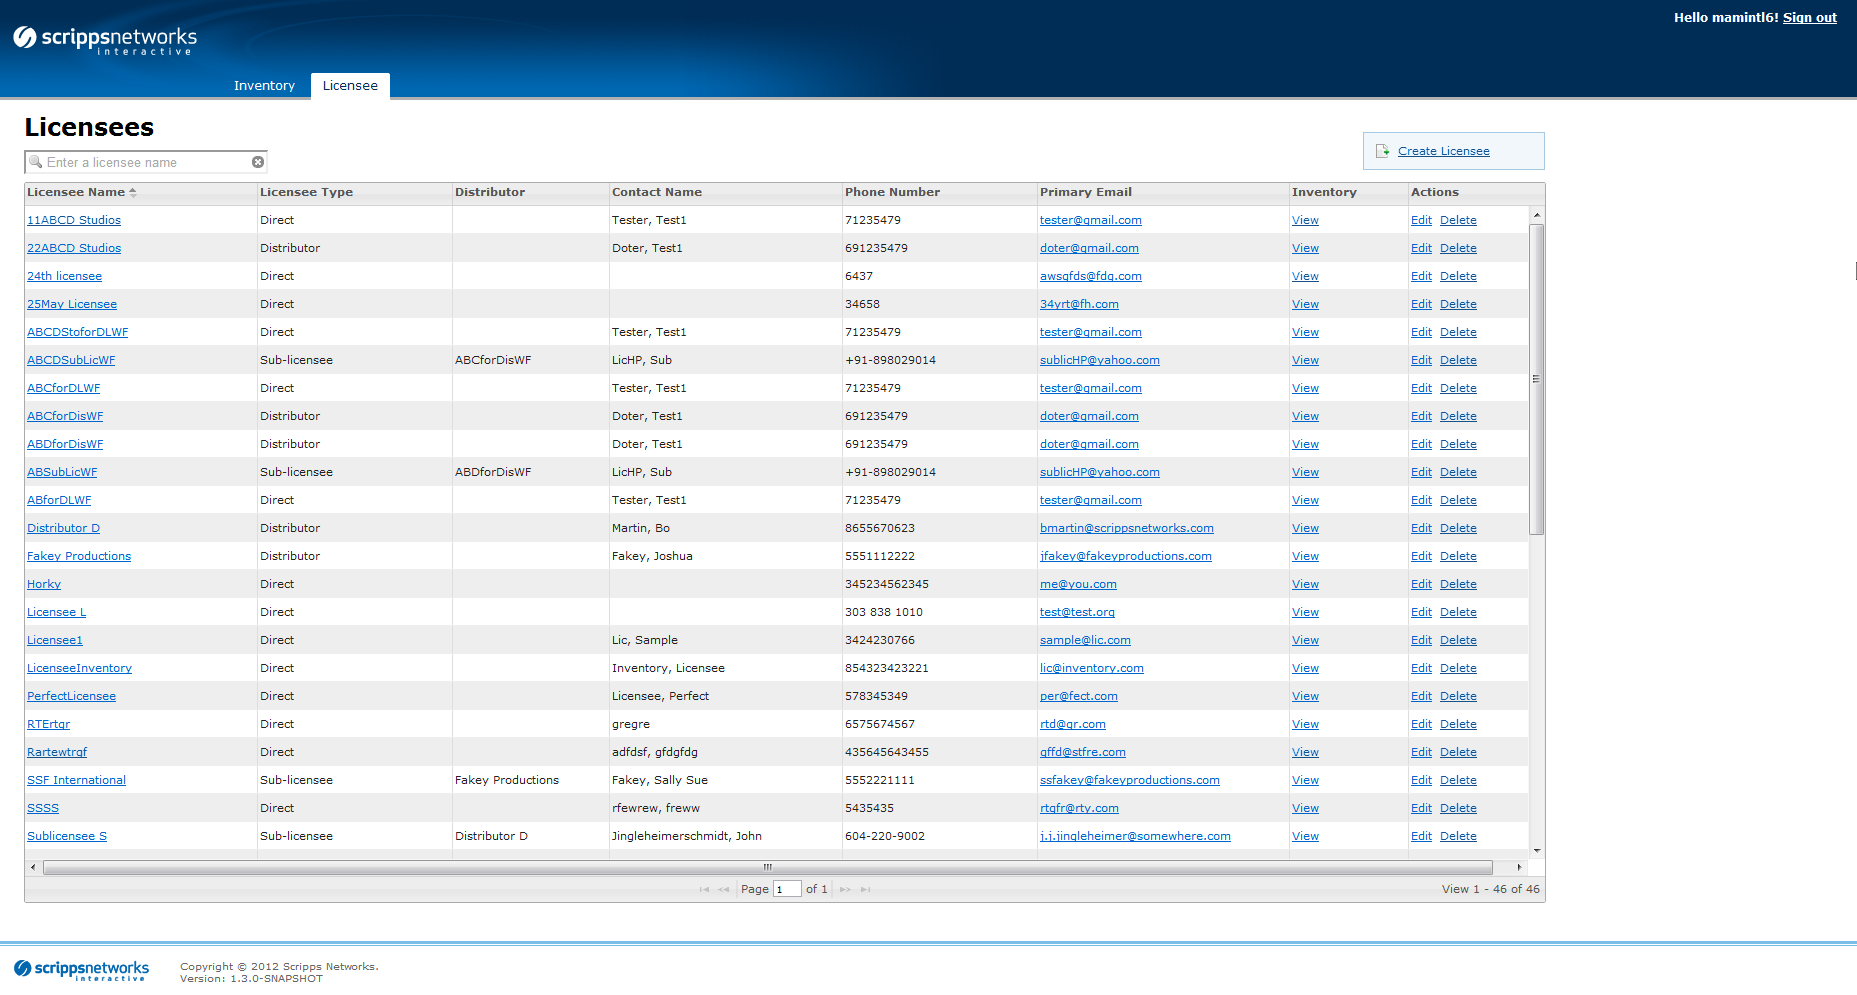 Hello mamintl6! Sign out
scrippsnetworks
interactive
Inventory Licensee
Licensees
Enter a licensee name
Create Licensee
Licensee Name Licensee Type Distributor Contact Name Phone Number Primary Email Inventory Actions
11ABCD Studios Direct Tester, Test1 71235479 tester@gmail.com View Edit Delete
22ABCD Studios Distributor Doter, Test1 691235479 doter@gmail.com View Edit Delete
24th licensee Direct 6437 awsgfds@fdg.com View Edit Delete
25May Licensee Direct 34658 34yrt@fh.com View Edit Delete
ABCDStoforDLWF Direct Tester, Test1 71235479 tester@gmail.com View Edit Delete
ABCDSubLicWF Sub-licensee ABCforDisWF LicHP, Sub +91-898029014 sublicHP@yahoo.com View Edit Delete
ABCforDLWF Direct Tester, Test1 71235479 tester@gmail.com View Edit Delete
ABCforDisWF Distributor Doter, Test1 691235479 doter@gmail.com View Edit Delete
ABDforDisWF Distributor Doter, Test1 691235479 doter@gmail.com View Edit Delete
ABSubLicWF Sub-licensee ABDforDisWF LicHP, Sub +91-898029014 sublicHP@yahoo.com View Edit Delete
ABforDLWF Direct Tester, Test1 71235479 tester@gmail.com View Edit Delete
Distributor D Distributor Martin, Bo 8655670623 bmartin@scrippsnetworks.com View Edit Delete
Fakey Productions Distributor Fakey, Joshua 5551112222 jfakey@fakeyproductions.com View Edit Delete
Horky Direct 345234562345 me@you.com View Edit Delete
Licensee L Direct 303 838 1010 test@test.org View Edit Delete
Licensee1 Direct Lic, Sample 3424230766 sample@lic.com View Edit Delete
LicenseeInventory Direct Inventory, Licensee 854323423221 lic@inventory.com View Edit Delete
PerfectLicensee Direct Licensee, Perfect 578345349 per@fect.com View Edit Delete
RTErtgr Direct gregre 6575674567 rtd@gr.com View Edit Delete
Rartewtrgf Direct adfdsf, gfdgfdg 435645643455 gffd@stfre.com View Edit Delete
SSF International Sub-licensee Fakey Productions Fakey, Sally Sue 5552221111 ssfakey@fakeyproductions.com View Edit Delete
SSSS Direct rfewrew, freww 5435435 rtgfr@rty.com View Edit Delete
Sublicensee S Sub-licensee Distributor D Jingleheimerschmidt, John 604-220-9002 j.j.jingleheimer@somewhere.com View Edit Delete
Page 1 of 1 View 1 - 46 of 46
scrippsnetworks
interactive
Copyright © 2012 Scripps Networks.
Version: 1.3.0-SNAPSHOT